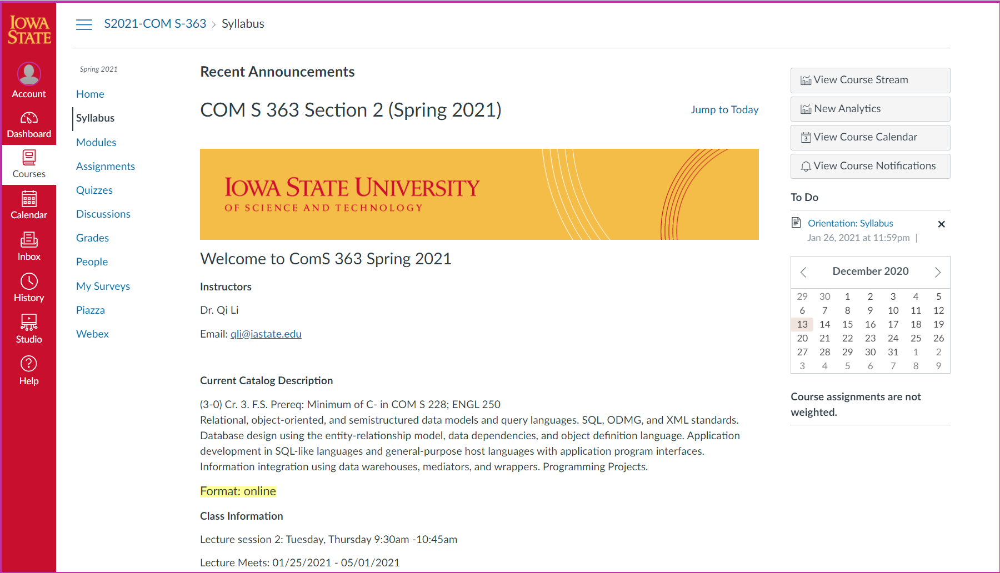 IOWA
STATE
Account
Dashboard
Courses
Calendar
Inbox
History
Studio
Help
S2021-COM S-363 › Syllabus
Spring 2021
Home
Syllabus
Modules
Assignments
Quizzes
Discussions
Grades
People
My Surveys
Piazza
Webex
Recent Announcements
COM S 363 Section 2 (Spring 2021)
Jump to Today
IOWA STATE UNIVERSITY
OF SCIENCE AND TECHNOLOGY
Welcome to ComS 363 Spring 2021
Instructors
Dr. Qi Li
Email: qli@iastate.edu
Current Catalog Description
(3-0) Cr. 3. F.S. Prereq: Minimum of C- in COM S 228; ENGL 250
Relational, object-oriented, and semistructured data models and query languages. SQL, ODMG, and XML standards.
Database design using the entity-relationship model, data dependencies, and object definition language. Application
development in SQL-like languages and general-purpose host languages with application program interfaces.
Information integration using data warehouses, mediators, and wrappers. Programming Projects.
Format: online
Class Information
Lecture session 2: Tuesday, Thursday 9:30am -10:45am
Lecture Meets: 01/25/2021 - 05/01/2021
View Course Stream
New Analytics
3 View Course Calendar
View Course Notifications
To Do
Orientation: Syllabus
Jan 26, 2021 at 11:59pm |
December 2020
29 30 1 2 3 4 5
6 7 8 9 10 11 12
13 14 15 16 17 18 19
20 21 22 23 24 25 26
27 28 29 30 31 1 2
3 4 5 6 7 8 9
Course assignments are not
weighted.